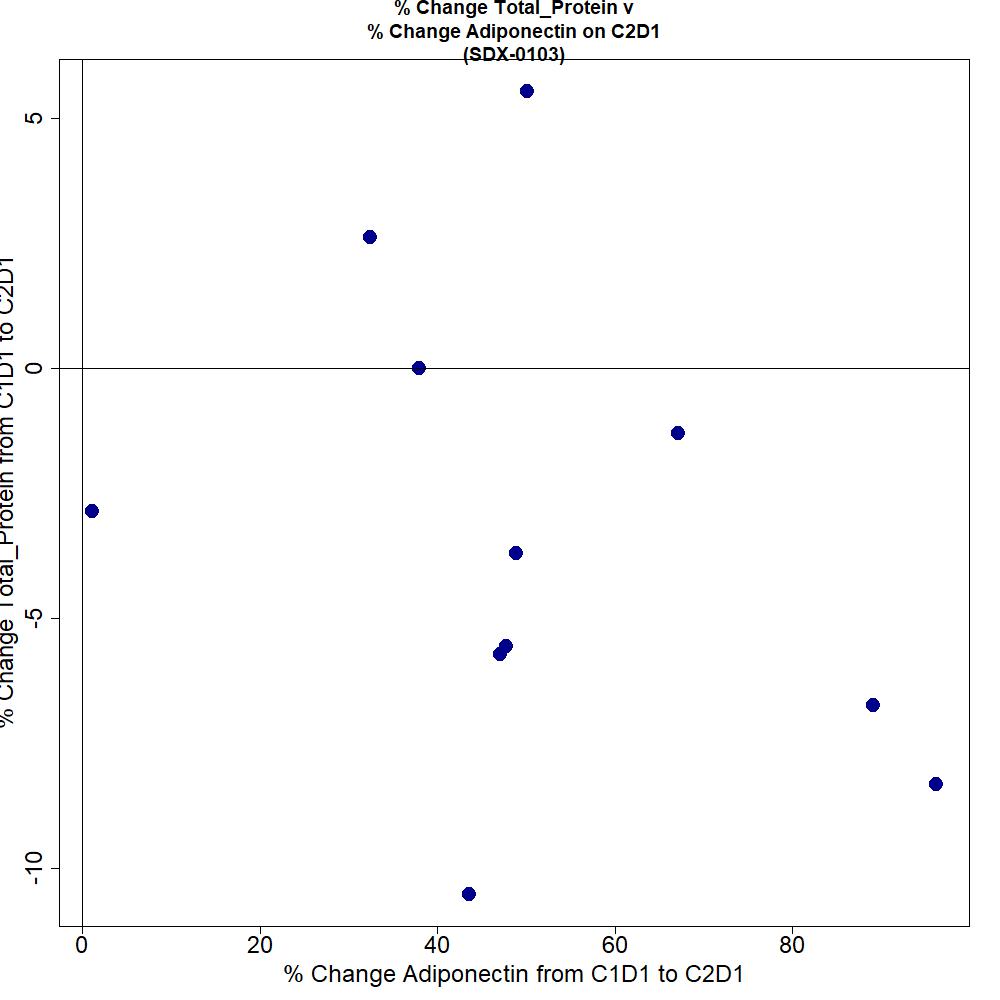 % Change Total_Protein v
% Change Adiponectin on C2D1
(SDX-0103)
% Change Total_Protein from C1D1 to C2D1
5
0
-5
-10
0 20 40 60 80
% Change Adiponectin from C1D1 to C2D1